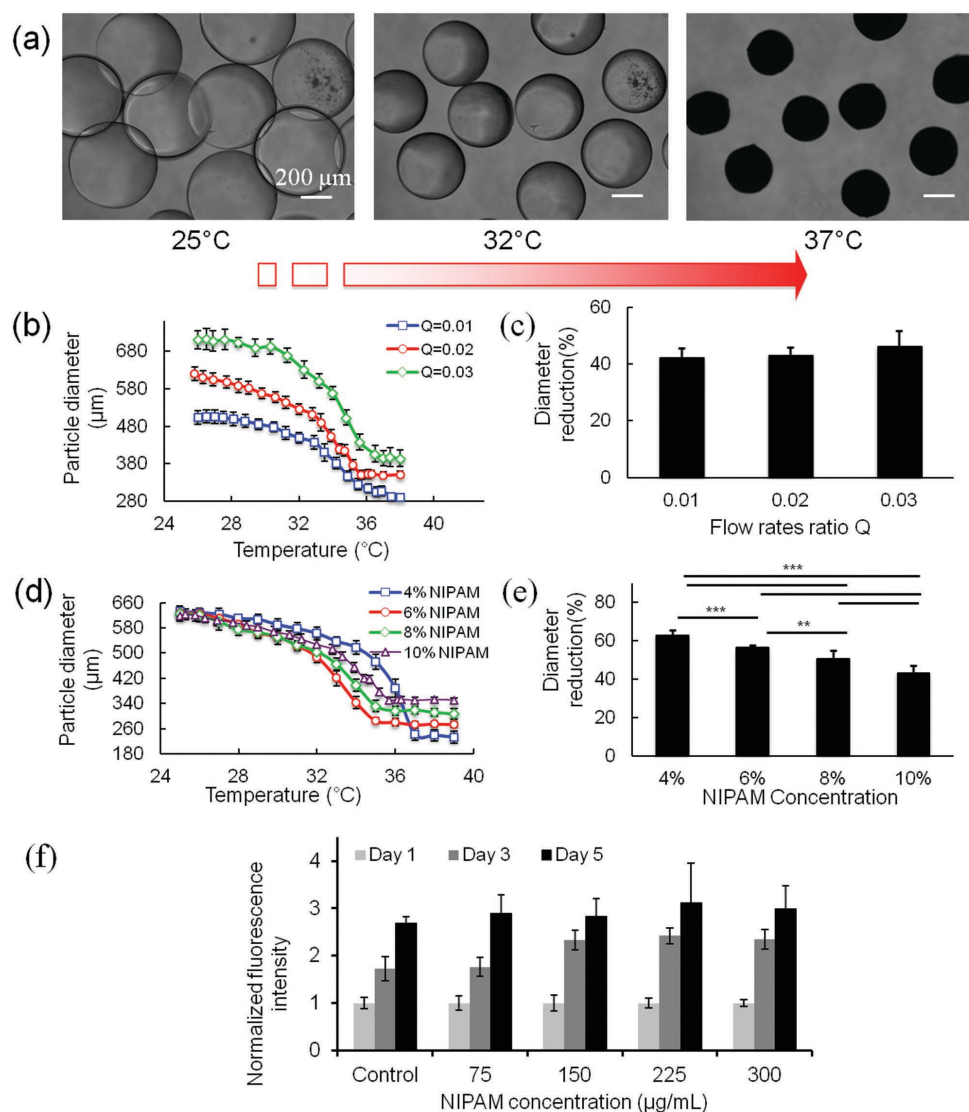 (a)
200 µm
25°C
32°C
37°C
(b)
Particle diameter
(µm)
680
580
480
380
280
24
28
32
36
40
Temperature (°C)
Q=0.01
Q=0.02
Q=0.03
(c)
Diameter
reduction(%)
60
40
20
0
0.01
0.02
0.03
Flow rates ratio Q
(d)
Particle diameter
(µm)
660
580
500
420
340
260
180
24
28
32
36
40
Temperature (°C)
4% NIPAM
6% NIPAM
8% NIPAM
10% NIPAM
(e)
Diameter
reduction(%)
80
60
40
20
0
***
***
**
4%
6%
8%
10%
NIPAM Concentration
(f)
Normalized fluorescence
intensity
4
3
2
1
0
Day 1
Day 3
Day 5
Control
75
150
225
300
NIPAM concentration (µg/mL)